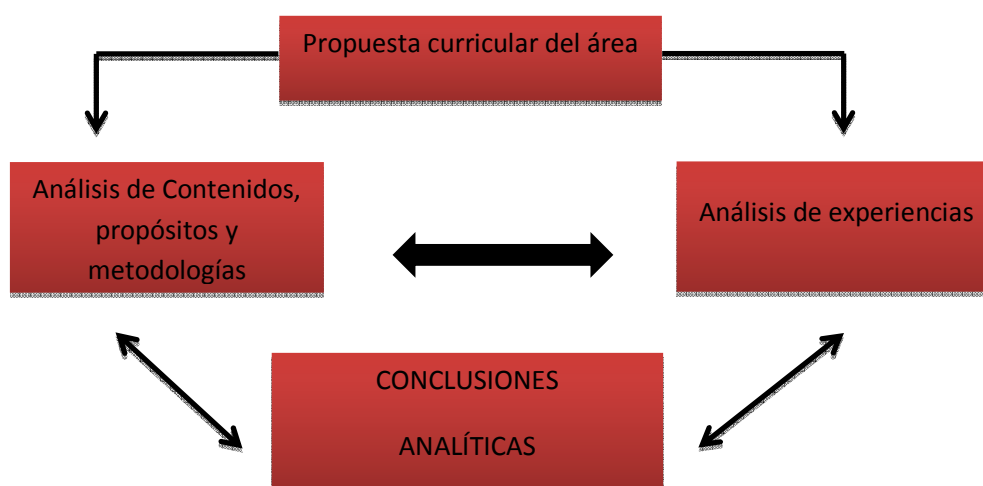 Propuesta curricular del área
Análisis de Contenidos,
propósitos y
metodologías
Análisis de experiencias
CONCLUSIONES
ANALÍTICAS